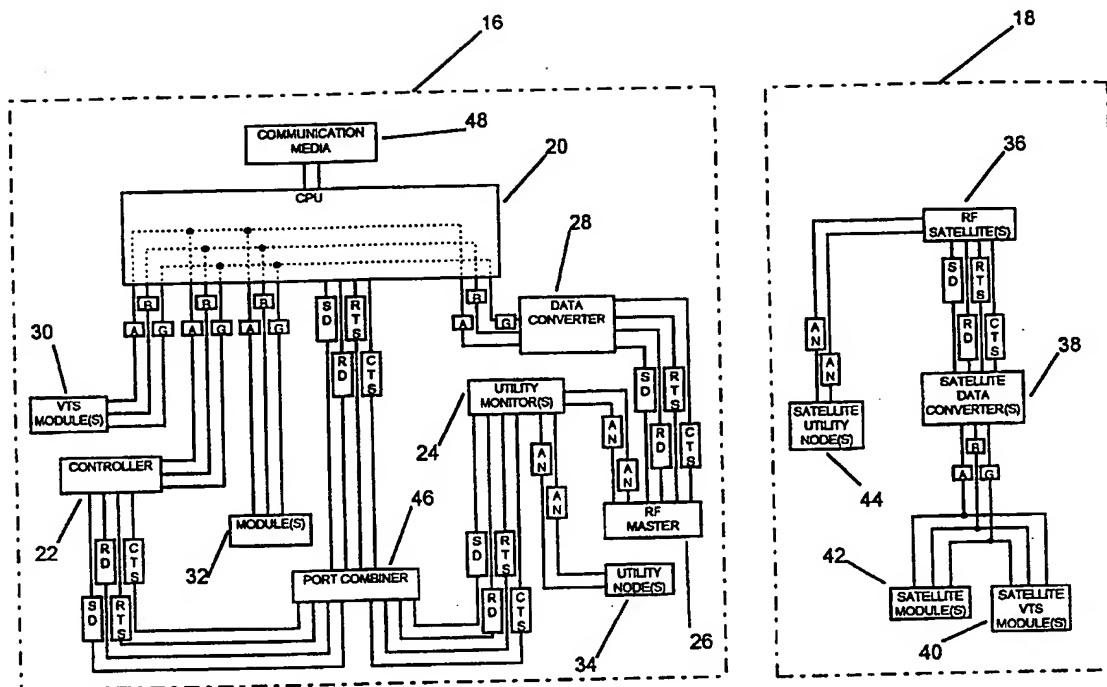 16
18
COMMUNICATION
MEDIA
48
CPU
20
36
RF
SATELLITE(S)
28
DATA
CONVERTER
A
B
G
A
B
G
A
B
G
SD
RD
RTS
CTS
A
B
G
SD
RD
RTS
CTS
30
VTS
MODULE(S)
24
UTILITY
MONITOR(S)
SD
RD
RTS
CTS
AN
AN
38
SATELLITE
DATA
CONVERTER(S)
AN
AN
SATELLITE
UTILITY
NODE(S)
44
CONTROLLER
22
AN
AN
RF
MASTER
26
A
B
G
MODULE(S)
32
46
PORT COMBINER
SD
RD
RTS
CTS
SD
RD
RTS
CTS
UTILITY
NODE(S)
34
42
SATELLITE
MODULE(S)
SATELLITE
VTS
MODULE(S)
40